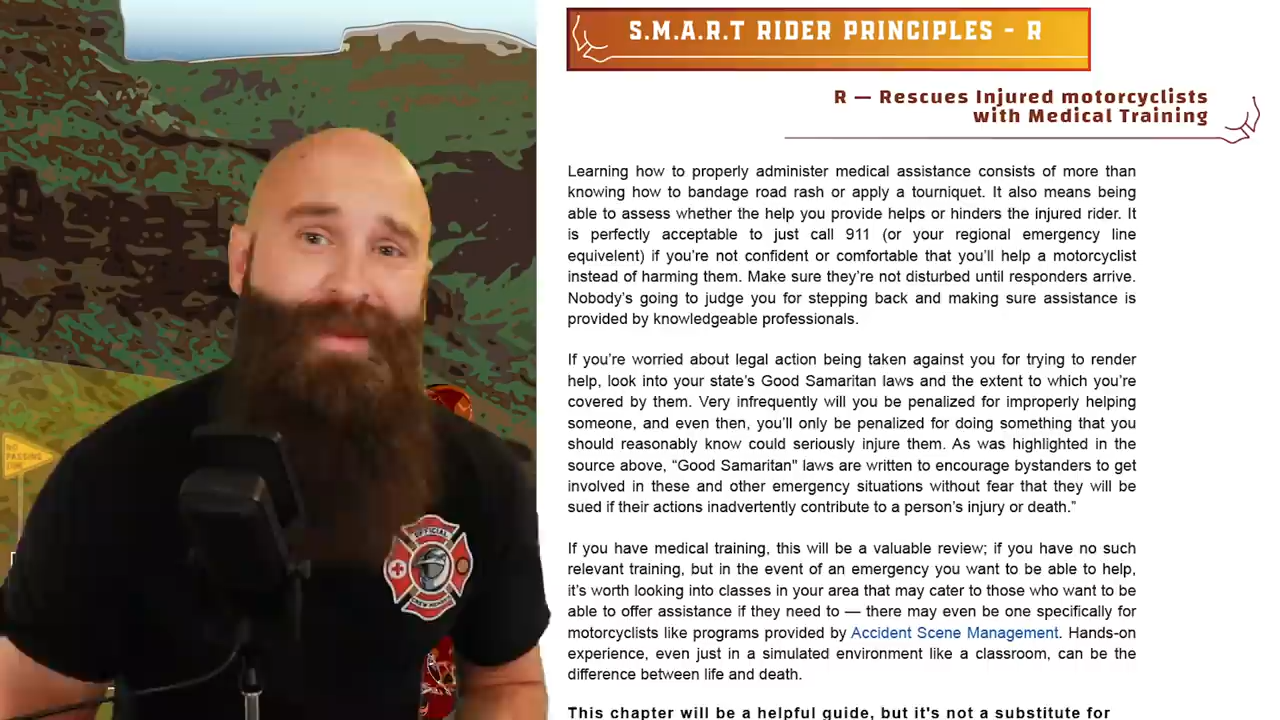 S.M.A.R.T RIDER PRINCIPLES - R
R — Rescues Injured motorcyclists
with Medical Training
Learning how to properly administer medical assistance consists of more than
knowing how to bandage road rash or apply a tourniquet. It also means being
able to assess whether the help you provide helps or hinders the injured rider. It
is perfectly acceptable to just call 911 (or your regional emergency line
equivelent) if you're not confident or comfortable that you'll help a motorcyclist
instead of harming them. Make sure they're not disturbed until responders arrive.
Nobody's going to judge you for stepping back and making sure assistance is
provided by knowledgeable professionals.
If you're worried about legal action being taken against you for trying to render
help, look into your state's Good Samaritan laws and the extent to which you're
covered by them. Very infrequently will you be penalized for improperly helping
someone, and even then, you'll only be penalized for doing something that you
should reasonably know could seriously injure them. As was highlighted in the
source above, “Good Samaritan" laws are written to encourage bystanders to get
involved in these and other emergency situations without fear that they will be
sued if their actions inadvertently contribute to a person's injury or death.”
If you have medical training, this will be a valuable review; if you have no such
relevant training, but in the event of an emergency you want to be able to help,
it's worth looking into classes in your area that may cater to those who want to be
able to offer assistance if they need to — there may even be one specifically for
motorcyclists like programs provided by Accident Scene Management. Hands-on
experience, even just in a simulated environment like a classroom, can be the
difference between life and death.
This chapter will be a helpful guide, but it's not a substitute for
NO
PASSING
ZONE
OFFICIAL
CREW MEMBER